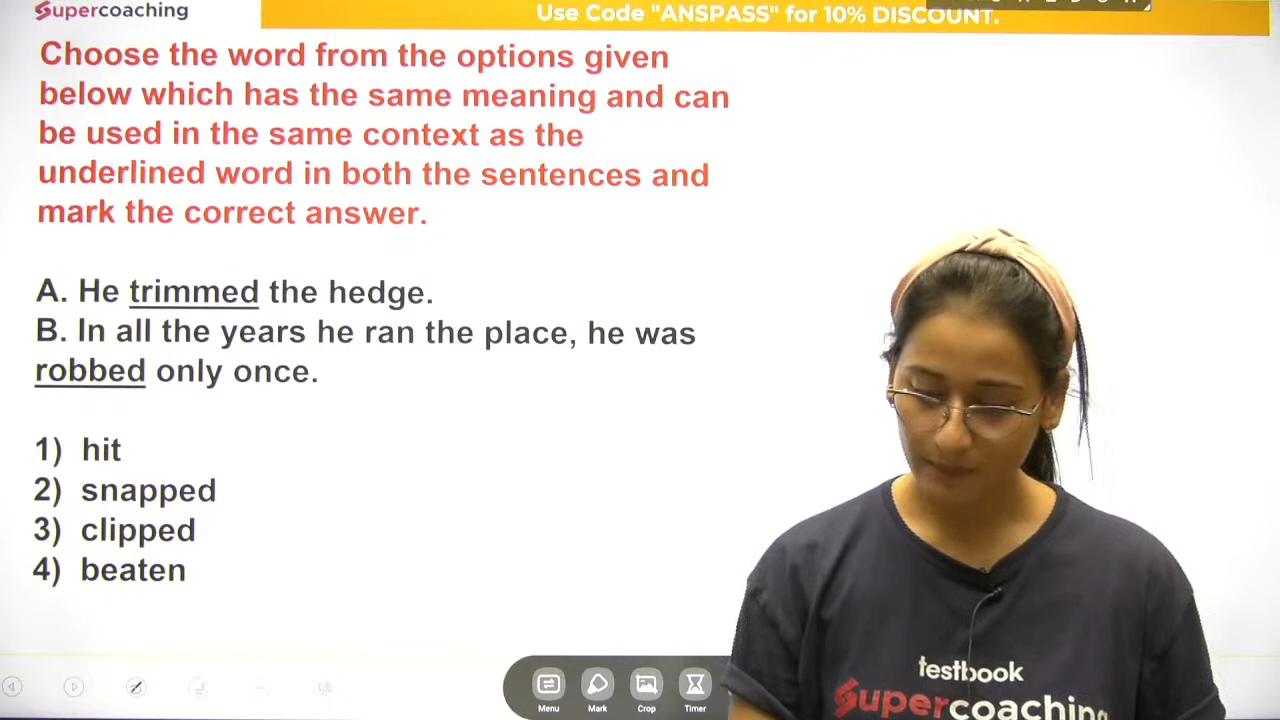 Supercoaching
Use Code "ANSPASS" for 10% DISCOUNT.
Choose the word from the options given
below which has the same meaning and can
be used in the same context as the
underlined word in both the sentences and
mark the correct answer.
A. He trimmed the hedge.
B. In all the years he ran the place, he was
robbed only once.
1) hit
2) snapped
3) clipped
4) beaten
Menu Mark Crop Timer
testbook
Supercoaching